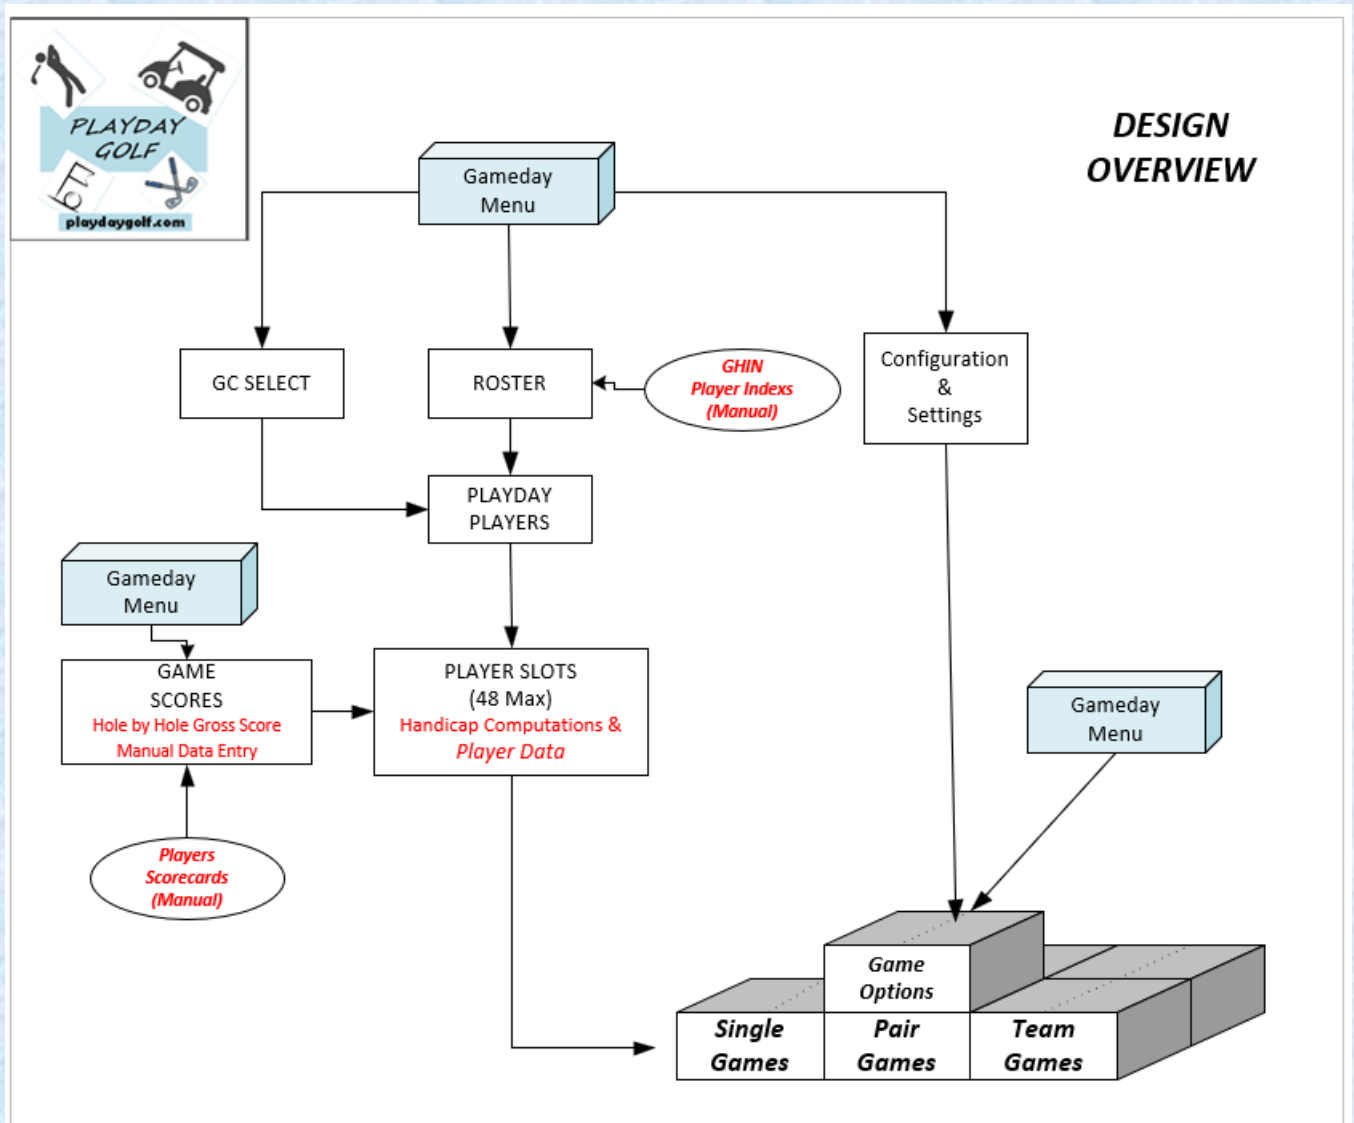 PLAYDAY
GOLF
playdaygolf.com
DESIGN
OVERVIEW
Gameday
Menu
GC SELECT
ROSTER
GHIN
Player Indexs
(Manual)
Configuration
&
Settings
PLAYDAY
PLAYERS
Gameday
Menu
GAME
SCORES
Hole by Hole Gross Score
Manual Data Entry
PLAYER SLOTS
(48 Max)
Handicap Computations &
Player Data
Gameday
Menu
Players
Scorecards
(Manual)
Game
Options
Single
Games
Pair
Games
Team
Games